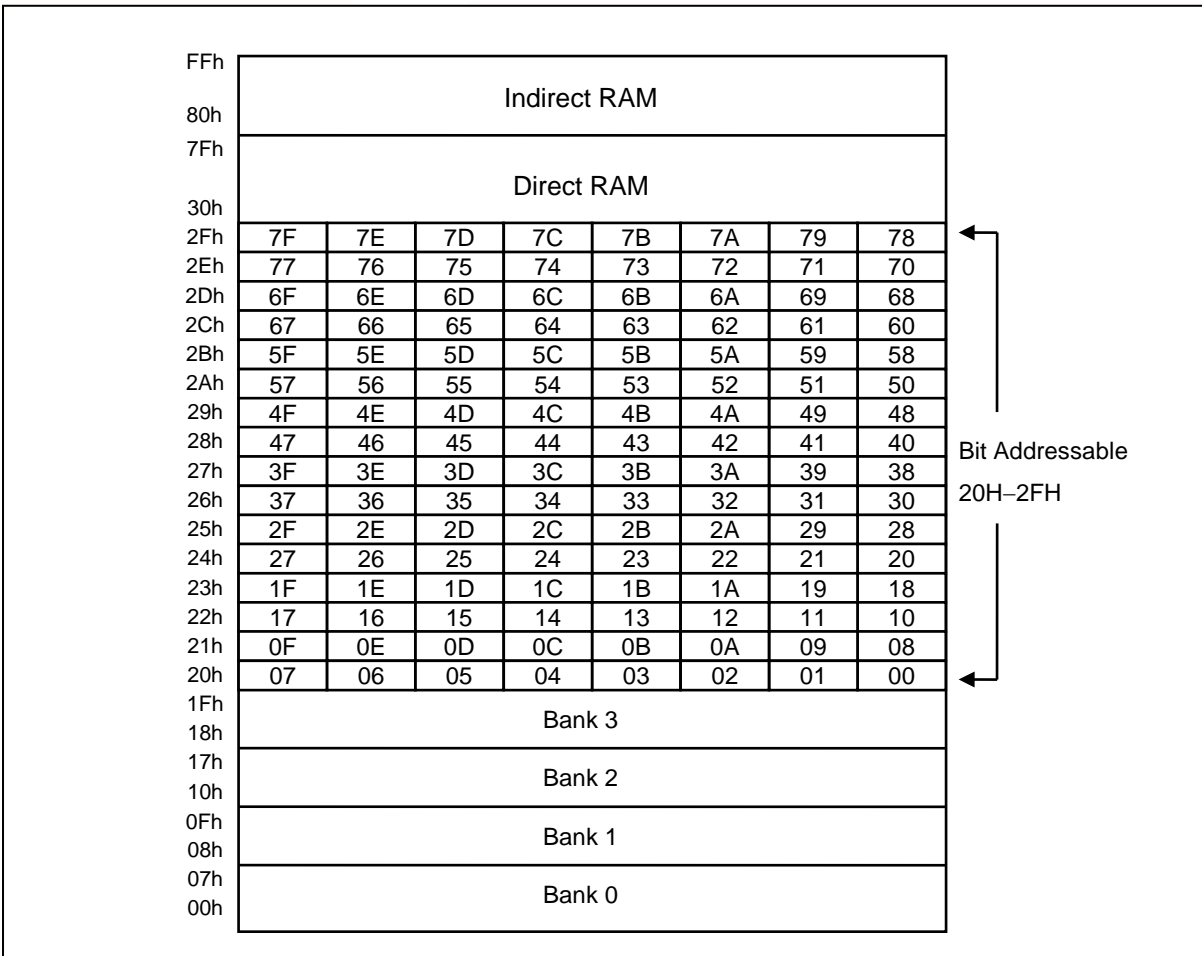 FFh
Indirect RAM
80h
7Fh
Direct RAM
30h
2Fh 7F 7E 7D 7C 7B 7A 79 78
2Eh 77 76 75 74 73 72 71 70
2Dh 6F 6E 6D 6C 6B 6A 69 68
2Ch 67 66 65 64 63 62 61 60
2Bh 5F 5E 5D 5C 5B 5A 59 58
2Ah 57 56 55 54 53 52 51 50
29h 4F 4E 4D 4C 4B 4A 49 48
28h 47 46 45 44 43 42 41 40
27h 3F 3E 3D 3C 3B 3A 39 38
26h 37 36 35 34 33 32 31 30
25h 2F 2E 2D 2C 2B 2A 29 28
24h 27 26 25 24 23 22 21 20
23h 1F 1E 1D 1C 1B 1A 19 18
22h 17 16 15 14 13 12 11 10
21h 0F 0E 0D 0C 0B 0A 09 08
20h 07 06 05 04 03 02 01 00
Bit Addressable
20H–2FH
1Fh
Bank 3
18h
17h
Bank 2
10h
0Fh
Bank 1
08h
07h
Bank 0
00h